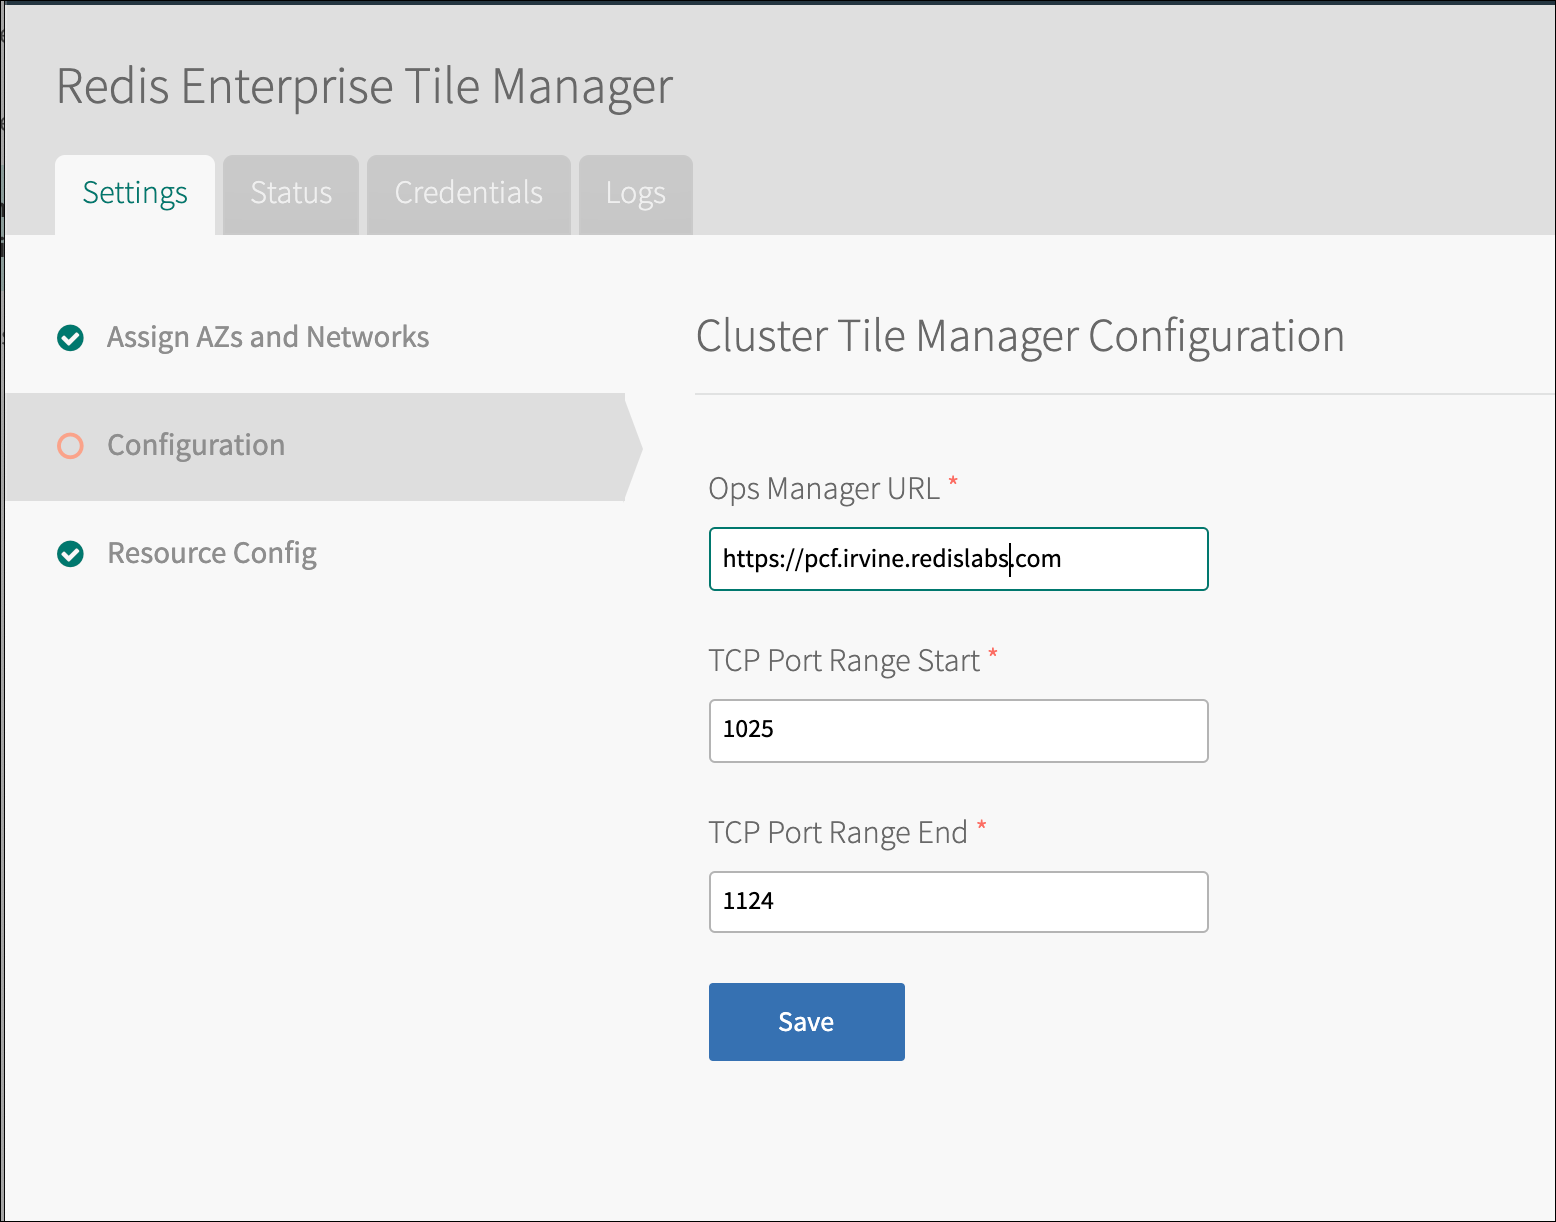 Redis Enterprise Tile Manager
Settings Status Credentials Logs
Assign AZs and Networks
Configuration
Resource Config
Cluster Tile Manager Configuration
Ops Manager URL *
https://pcf.irvine.redislabs.com
TCP Port Range Start *
1025
TCP Port Range End *
1124
Save